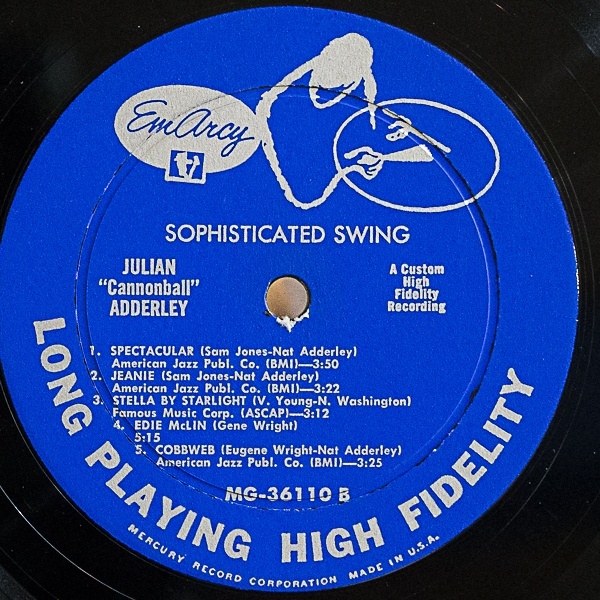 EmArcy
SOPHISTICATED SWING
JULIAN
"Cannonball"
ADDERLEY
A Custom
High
Fidelity
Recording
1. SPECTACULAR (Sam Jones-Nat Adderley)
American Jazz Publ. Co. (BMI)—3:50
2. JEANIE (Sam Jones-Nat Adderley)
American Jazz Publ. Co. (BMI)—3:22
3. STELLA BY STARLIGHT (V. Young-N. Washington)
Famous Music Corp. (ASCAP)—3:12
4. EDIE McLIN (Gene Wright)
5:15
5. COBBWEB (Eugene Wright-Nat Adderley)
American Jazz Publ. Co. (BMI)—3:25
MG-36110 B
LONG PLAYING HIGH FIDELITY
MERCURY RECORD CORPORATION MADE IN U.S.A.